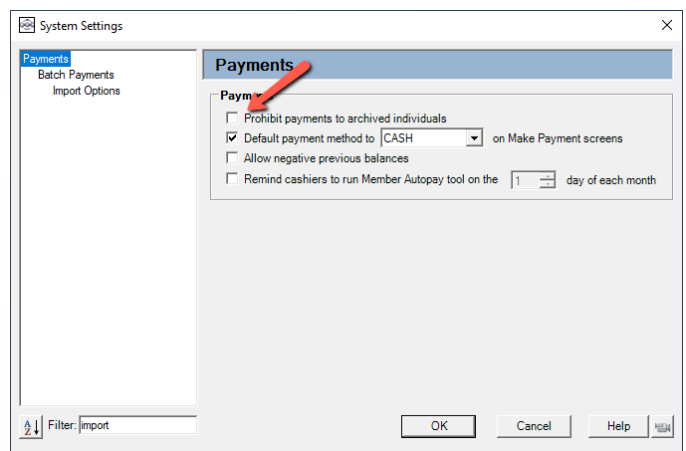 System Settings
Payments
Batch Payments
Import Options
Payments
Prohibit payments to archived individuals
Default payment method to CASH on Make Payment screens
Allow negative previous balances
Remind cashiers to run Member Autopay tool on the 1 day of each month
A
Z
Filter: import
OK Cancel Help